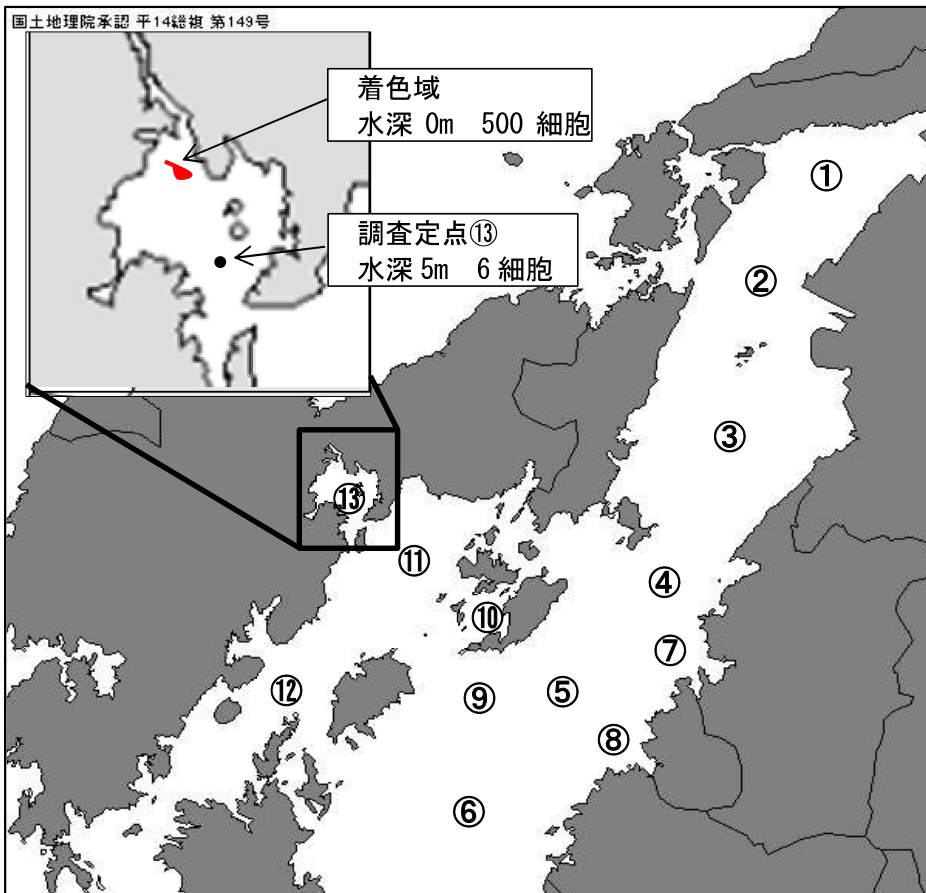 国土地理院承認 平14総複 第149号
着色域
水深 0m 500 細胞
調査定点⑬
水深 5m 6 細胞
①
②
③
④
⑤
⑥
⑦
⑧
⑨
⑩
⑪
⑫
⑬